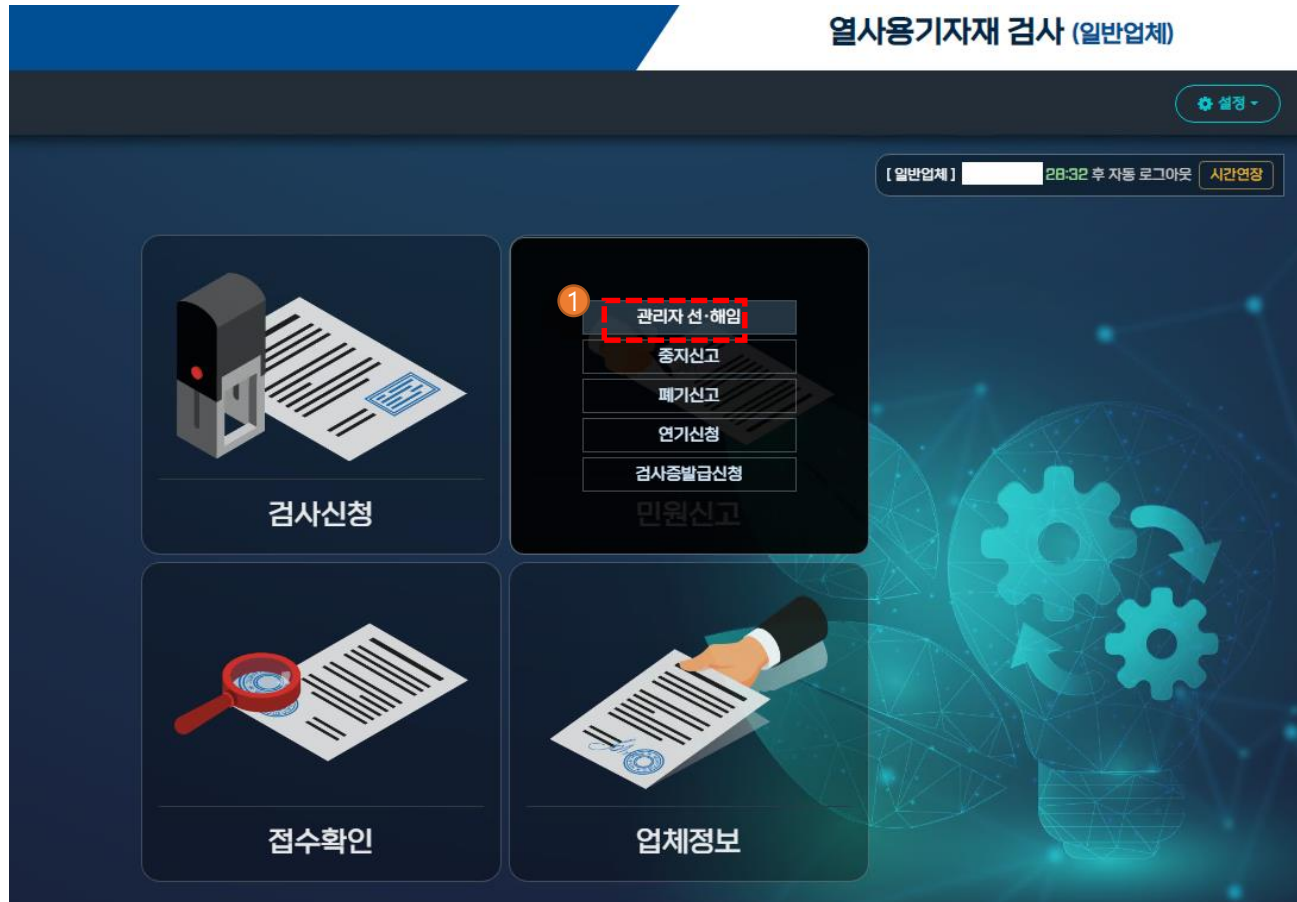 열사용기자재 검사 (일반업체)
설정
[ 일반업체 ] 28:32 후 자동 로그아웃 시간연장
1
관리자 선·해임
중지신고
폐기신고
연기신청
검사증발급신청
검사신청
민원신고
접수확인
업체정보